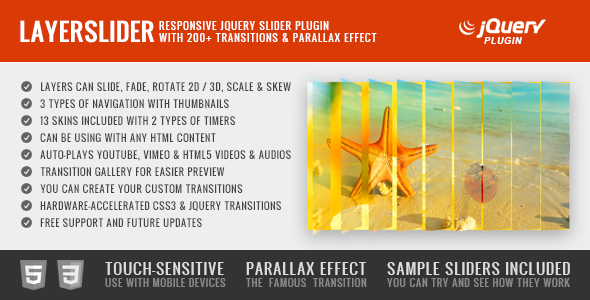 LAYERSLIDER
RESPONSIVE JQUERY SLIDER PLUGIN
WITH 200+ TRANSITIONS & PARALLAX EFFECT
jQuery
PLUGIN
LAYERS CAN SLIDE, FADE, ROTATE 2D / 3D, SCALE & SKEW
3 TYPES OF NAVIGATION WITH THUMBNAILS
13 SKINS INCLUDED WITH 2 TYPES OF TIMERS
CAN BE USING WITH ANY HTML CONTENT
AUTO-PLAYS YOUTUBE, VIMEO & HTML5 VIDEOS & AUDIOS
TRANSITION GALLERY FOR EASIER PREVIEW
YOU CAN CREATE YOUR CUSTOM TRANSITIONS
HARDWARE-ACCELERATED CSS3 & JQUERY TRANSITIONS
FREE SUPPORT AND FUTURE UPDATES
5
3
TOUCH-SENSITIVE
USE WITH MOBILE DEVICES
PARALLAX EFFECT
THE FAMOUS TRANSITION
SAMPLE SLIDERS INCLUDED
YOU CAN TRY AND SEE HOW THEY WORK